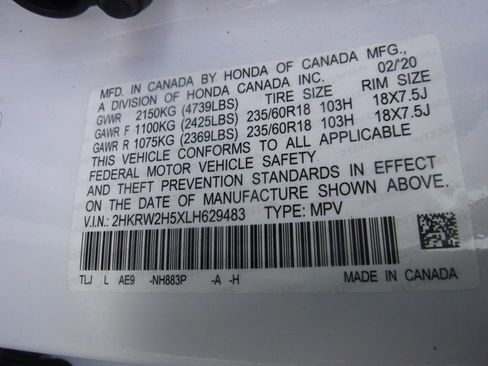 MFD. IN CANADA BY HONDA OF CANADA MFG.,
A DIVISION OF HONDA CANADA INC. 02/'20
GVWR 2150KG (4739LBS) TIRE SIZE RIM SIZE
GAWR F 1100KG (2425LBS) 235/60R18 103H 18X7.5J
GAWR R 1075KG (2369LBS) 235/60R18 103H 18X7.5J
THIS VEHICLE CONFORMS TO ALL APPLICABLE
FEDERAL MOTOR VEHICLE SAFETY
AND THEFT PREVENTION STANDARDS IN EFFECT
ON THE DATE OF MANUFACTURE SHOWN ABOVE.
V.I.N.: 2HKRW2H5XLH629483 TYPE: MPV
TLJ L AE9 -NH883P -A -H MADE IN CANADA